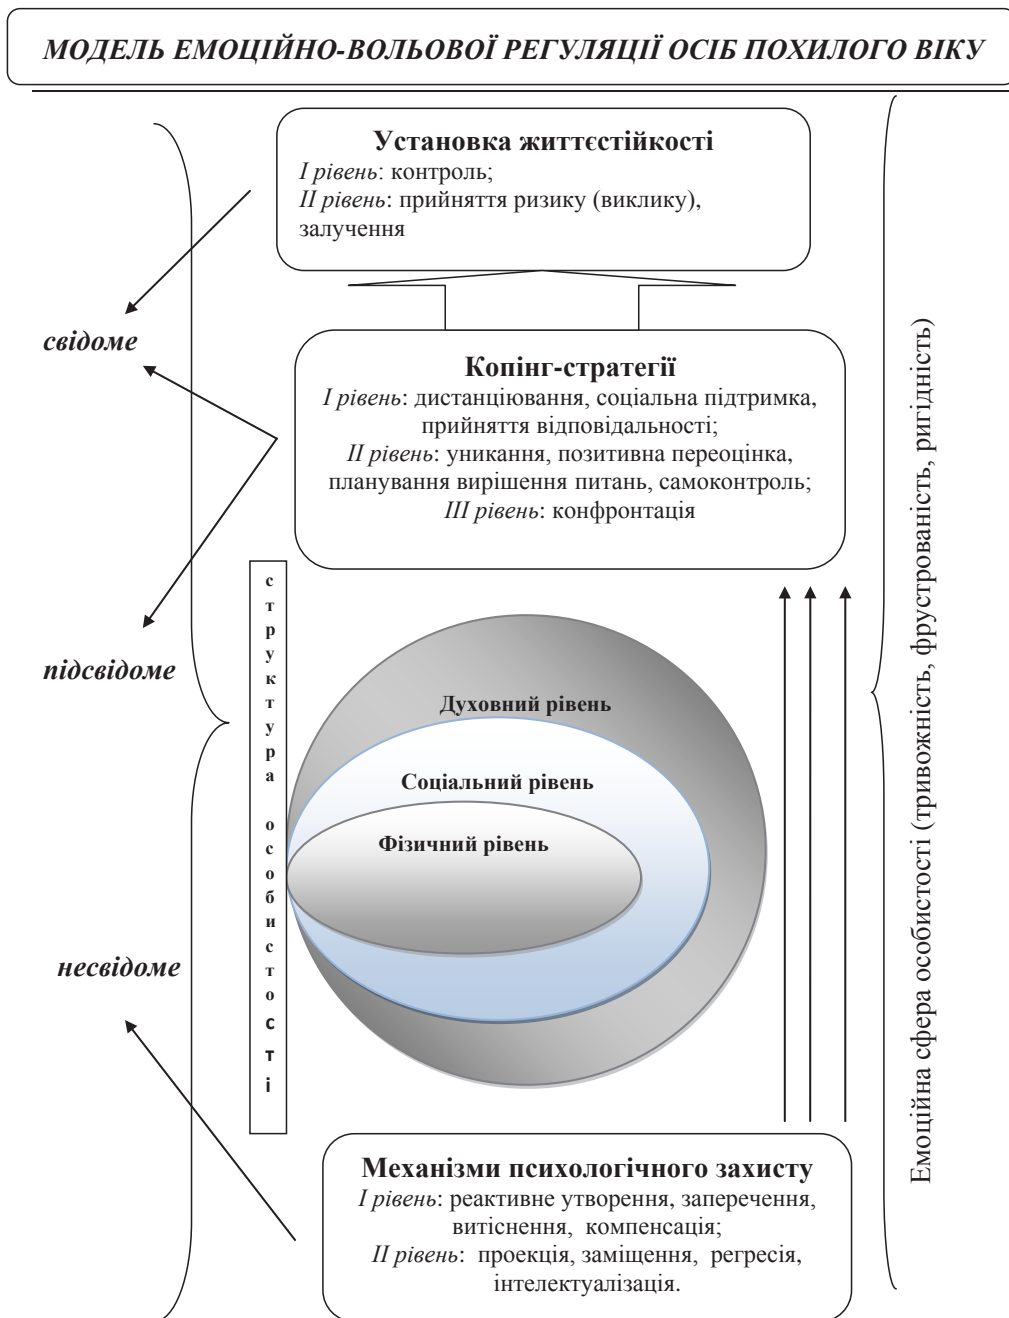 МОДЕЛЬ ЕМОЦІЙНО-ВОЛЬОВОЇ РЕГУЛЯЦІЇ ОСІБ ПОХИЛОГО ВІКУ
Установка життєстійкості
І рівень: контроль;
ІІ рівень: прийняття ризику (виклику),
залучення
свідоме
Копінг-стратегії
І рівень: дистанціювання, соціальна підтримка,
прийняття відповідальності;
ІІ рівень: уникання, позитивна переоцінка,
планування вирішення питань, самоконтроль;
ІІІ рівень: конфронтація
підсвідоме
структура особистості
Духовний рівень
Соціальний рівень
Фізичний рівень
несвідоме
Механізми психологічного захисту
І рівень: реактивне утворення, заперечення,
витіснення, компенсація;
ІІ рівень: проекція, заміщення, регресія,
інтелектуалізація.
Емоційна сфера особистості (тривожність, фрустрованість, ригідність)